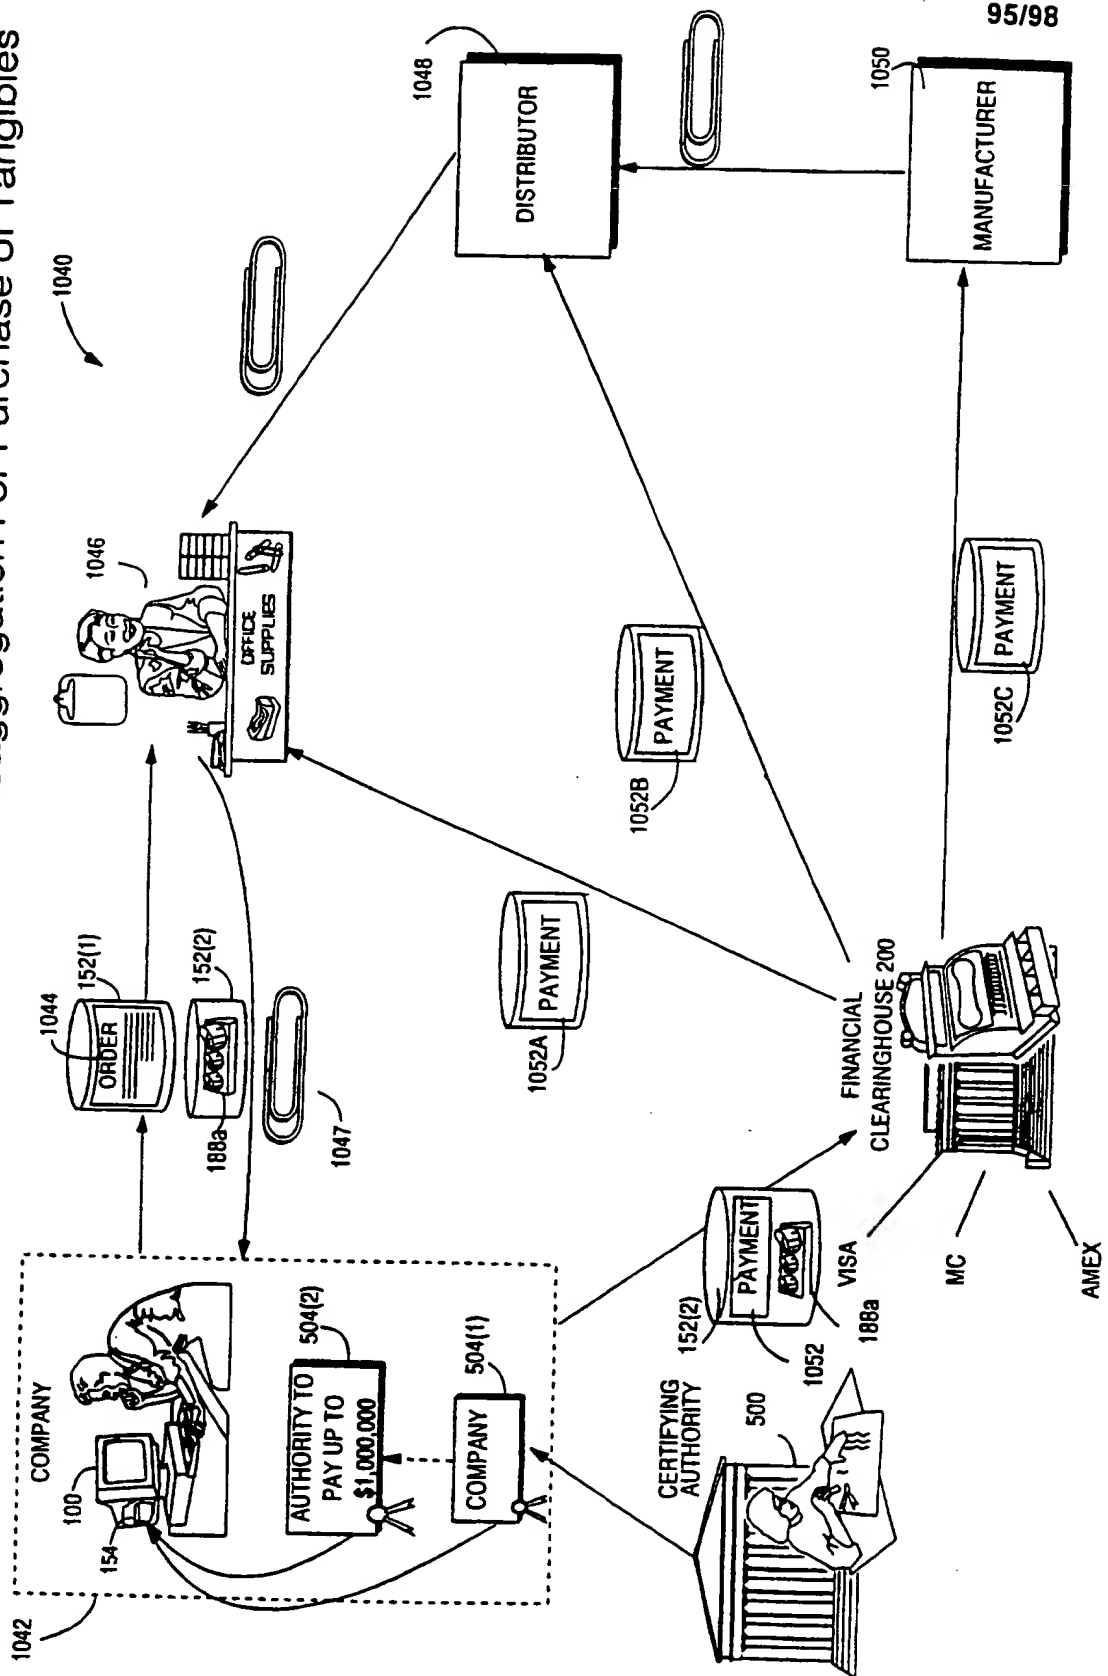 aggregation For Purchase Of Tangibles
95/98
1042
COMPANY
100
154
AUTHORITY TO
PAY UP TO
$1,000,000
504(2)
COMPANY
504(1)
1044
ORDER
152(1)
188a
152(2)
1047
1046
OFFICE
SUPPLIES
1040
1048
DISTRIBUTOR
1050
MANUFACTURER
1052A
PAYMENT
1052B
PAYMENT
1052C
PAYMENT
CERTIFYING
AUTHORITY
500
152(2)
PAYMENT
1052
188a
FINANCIAL
CLEARINGHOUSE 200
VISA
MC
AMEX